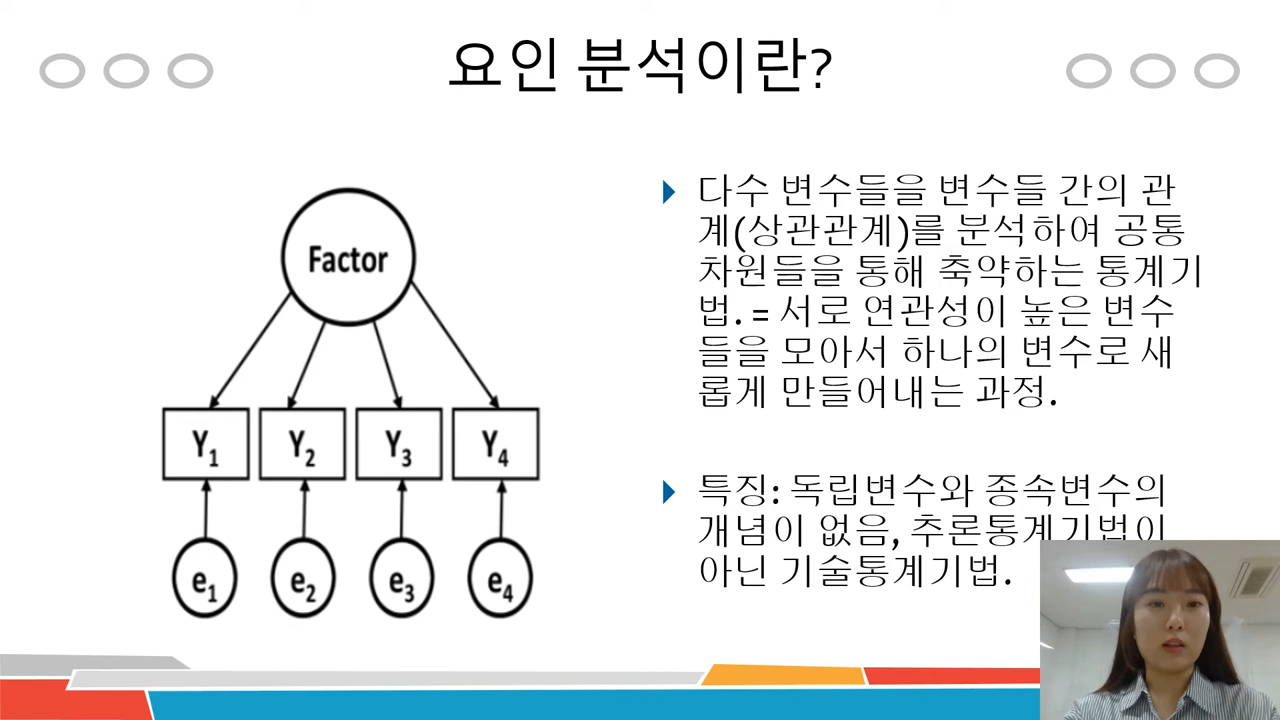 요인 분석이란?
Factor
Y1 Y2 Y3 Y4
e1 e2 e3 e4
다수 변수들을 변수들 간의 관
계(상관관계)를 분석하여 공통
차원들을 통해 축약하는 통계기
법. = 서로 연관성이 높은 변수
들을 모아서 하나의 변수로 새
롭게 만들어내는 과정.
특징: 독립변수와 종속변수의
개념이 없음, 추론통계기법이
아닌 기술통계기법.